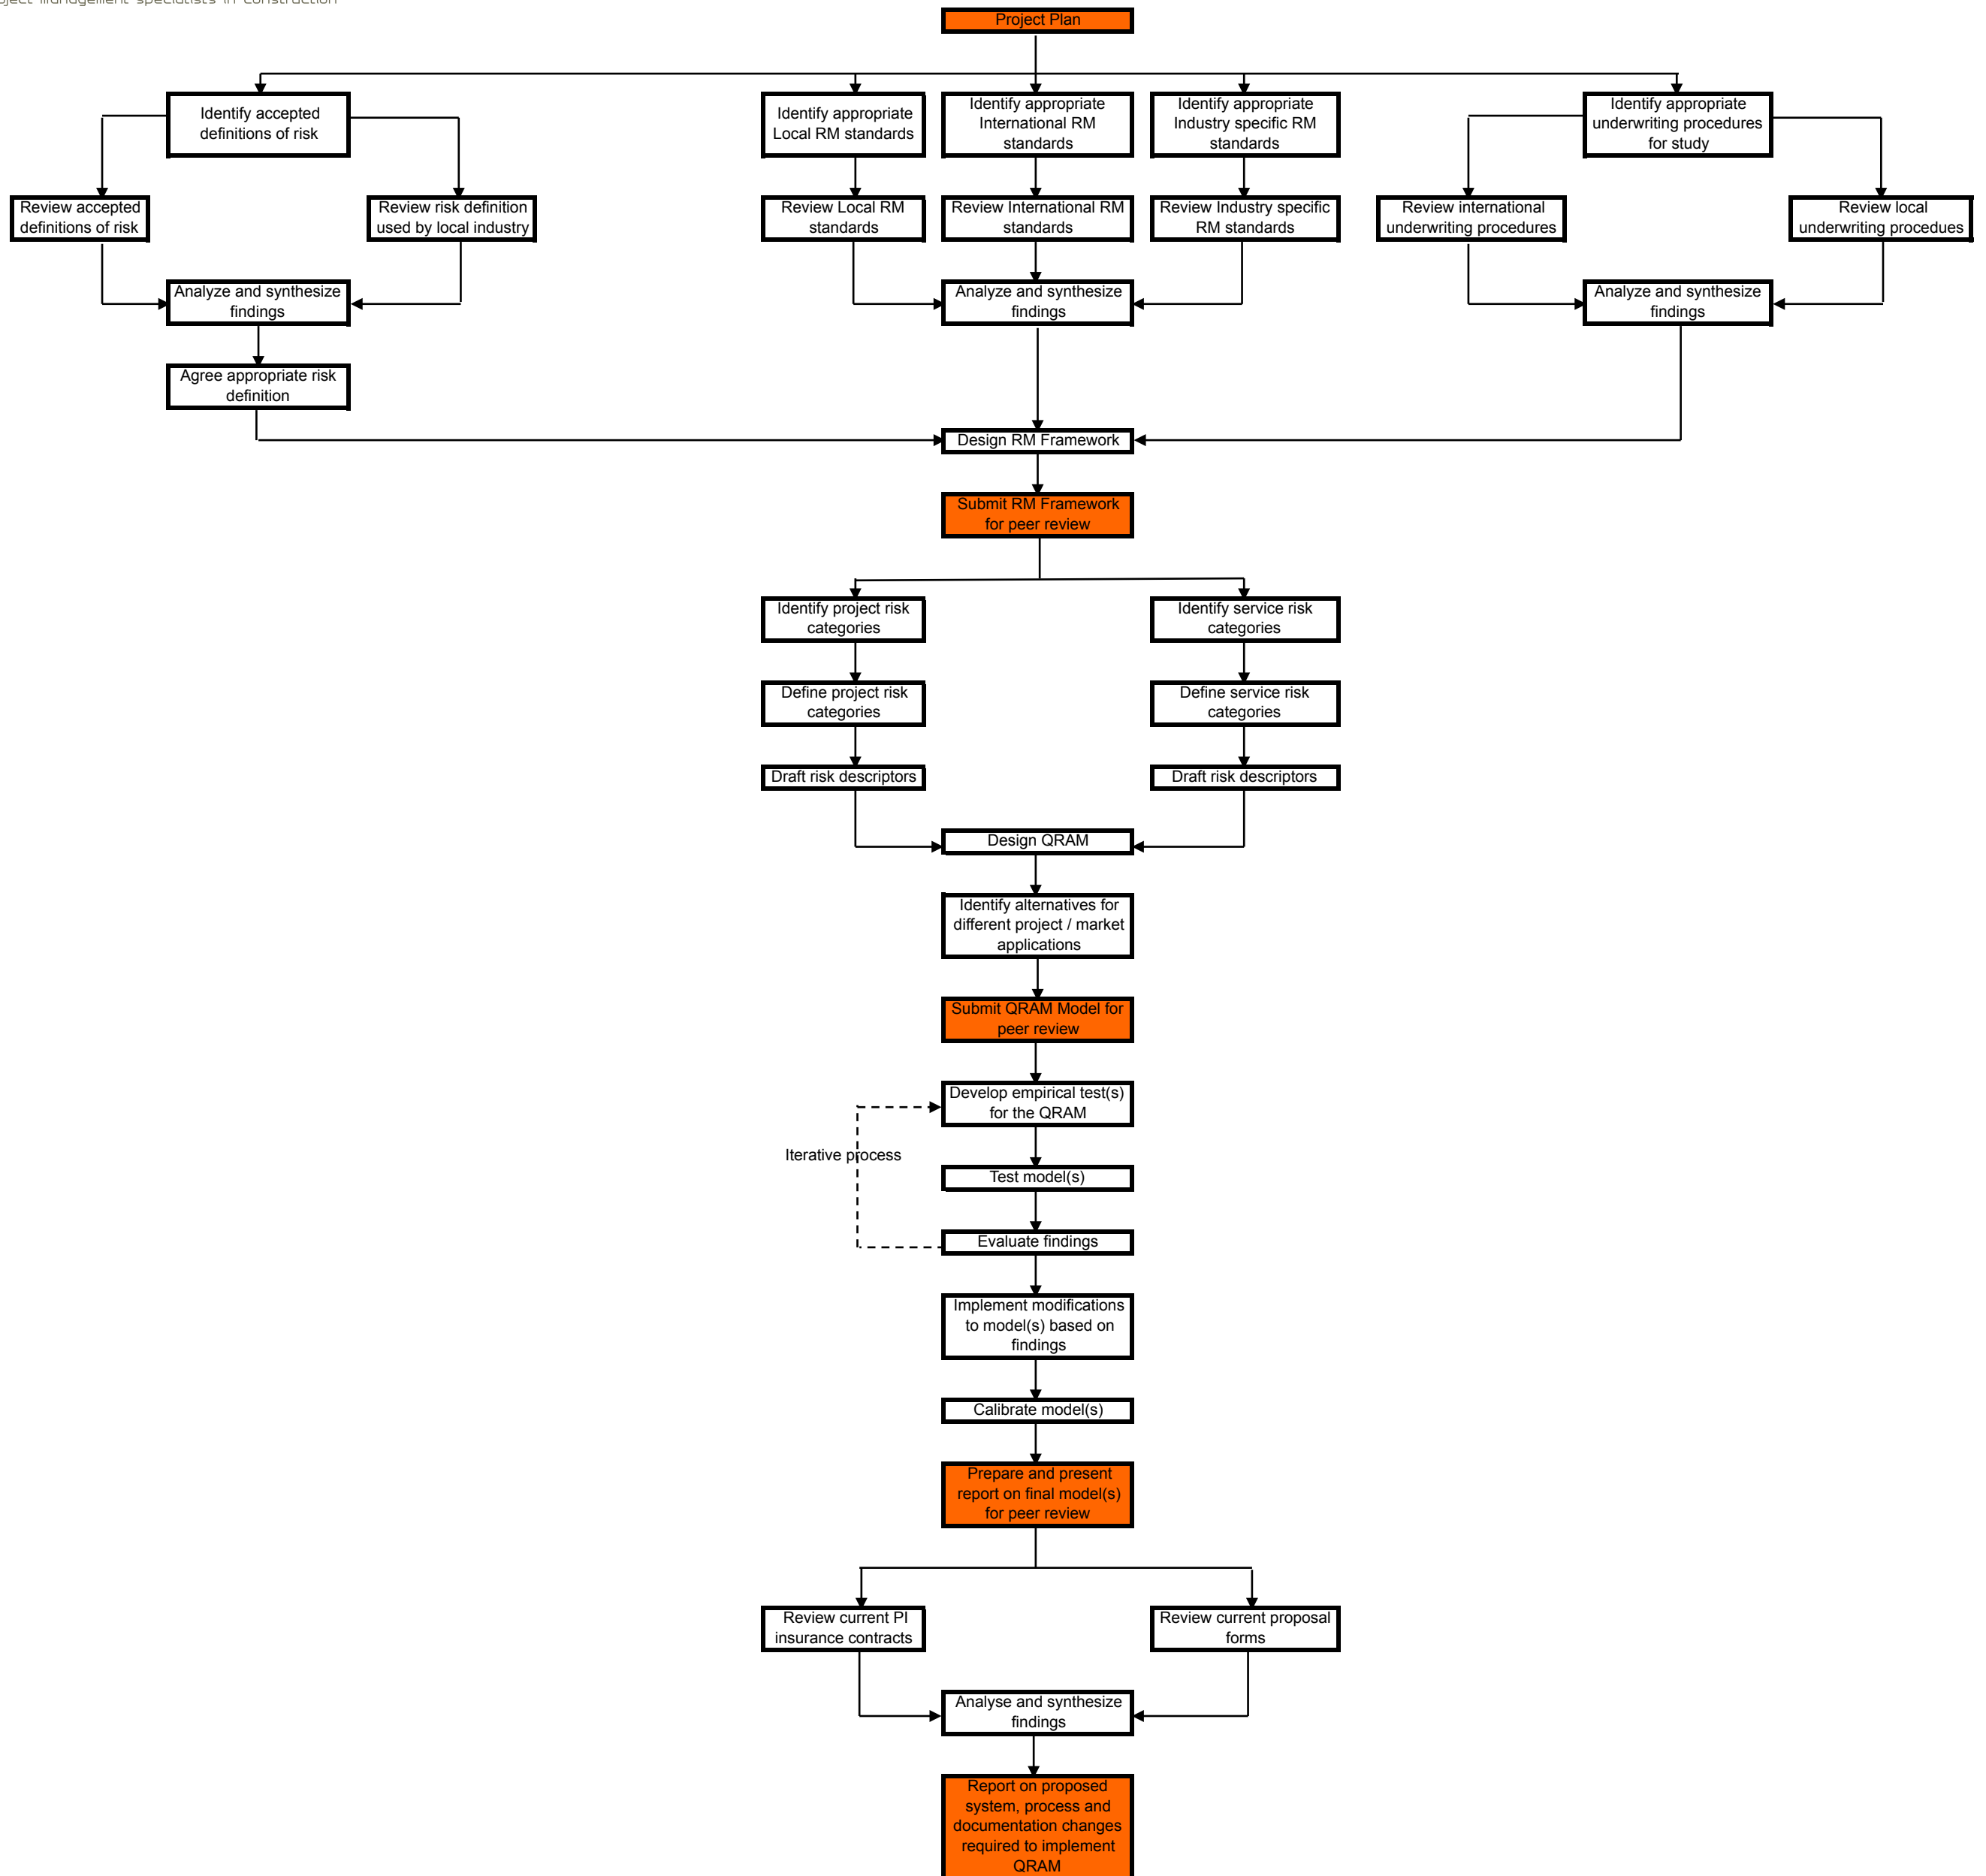 oject management specialists in construction
Project Plan
Identify accepted
definitions of risk
Identify appropriate
Local RM standards
Identify appropriate
International RM
standards
Identify appropriate
Industry specific RM
standards
Identify appropriate
underwriting procedures
for study
Review accepted
definitions of risk
Review risk definition
used by local industry
Review Local RM
standards
Review International RM
standards
Review Industry specific
RM standards
Review international
underwriting procedures
Review local
underwriting procedues
Analyze and synthesize
findings
Analyze and synthesize
findings
Analyze and synthesize
findings
Agree appropriate risk
definition
Design RM Framework
Submit RM Framework
for peer review
Identify project risk
categories
Identify service risk
categories
Define project risk
categories
Define service risk
categories
Draft risk descriptors
Draft risk descriptors
Design QRAM
Identify alternatives for
different project / market
applications
Submit QRAM Model for
peer review
Develop empirical test(s)
for the QRAM
Iterative process
Test model(s)
Evaluate findings
Implement modifications
to model(s) based on
findings
Calibrate model(s)
Prepare and present
report on final model(s)
for peer review
Review current PI
insurance contracts
Review current proposal
forms
Analyse and synthesize
findings
Report on proposed
system, process and
documentation changes
required to implement
QRAM